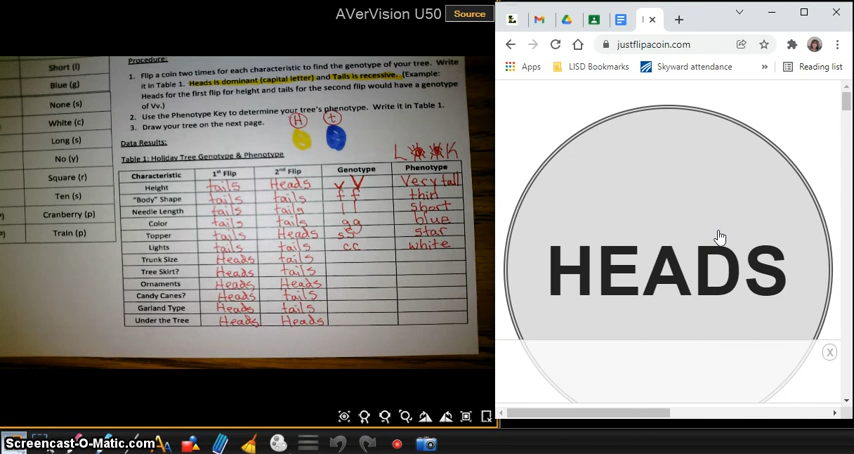 AVerVision U50
Source
justflipacoin.com
Apps
LISD Bookmarks
Skyward attendance
»
Reading list
HEADS
X
Short (l)
Blue (g)
None (s)
White (c)
Long (s)
No (y)
Square (r)
Ten (s)
Cranberry (p)
Train (p)
Procedure:
1. Flip a coin two times for each characteristic to find the genotype of your tree. Write
it in Table 1. Heads is dominant (capital letter) and Tails is recessive. (Example:
Heads for the first flip for height and tails for the second flip would have a genotype
of Vv.)
2. Use the Phenotype Key to determine your tree's phenotype. Write it in Table 1.
3. Draw your tree on the next page.
H t
Data Results:
Table 1: Holiday Tree Genotype & Phenotype
L K
Characteristic 1st Flip 2nd Flip Genotype Phenotype
Height tails Heads v V Very tall
"Body" Shape tails tails f f thin
Needle Length tails tails l l short
Color tails tails gg blue
Topper tails Heads star
Lights tails tails cc white
Trunk Size Heads tails
Tree Skirt? Heads tails
Ornaments Heads Heads
Candy Canes? Heads tails
Garland Type Heads tails
Under the Tree Heads Heads
Screencast-O-Matic.com